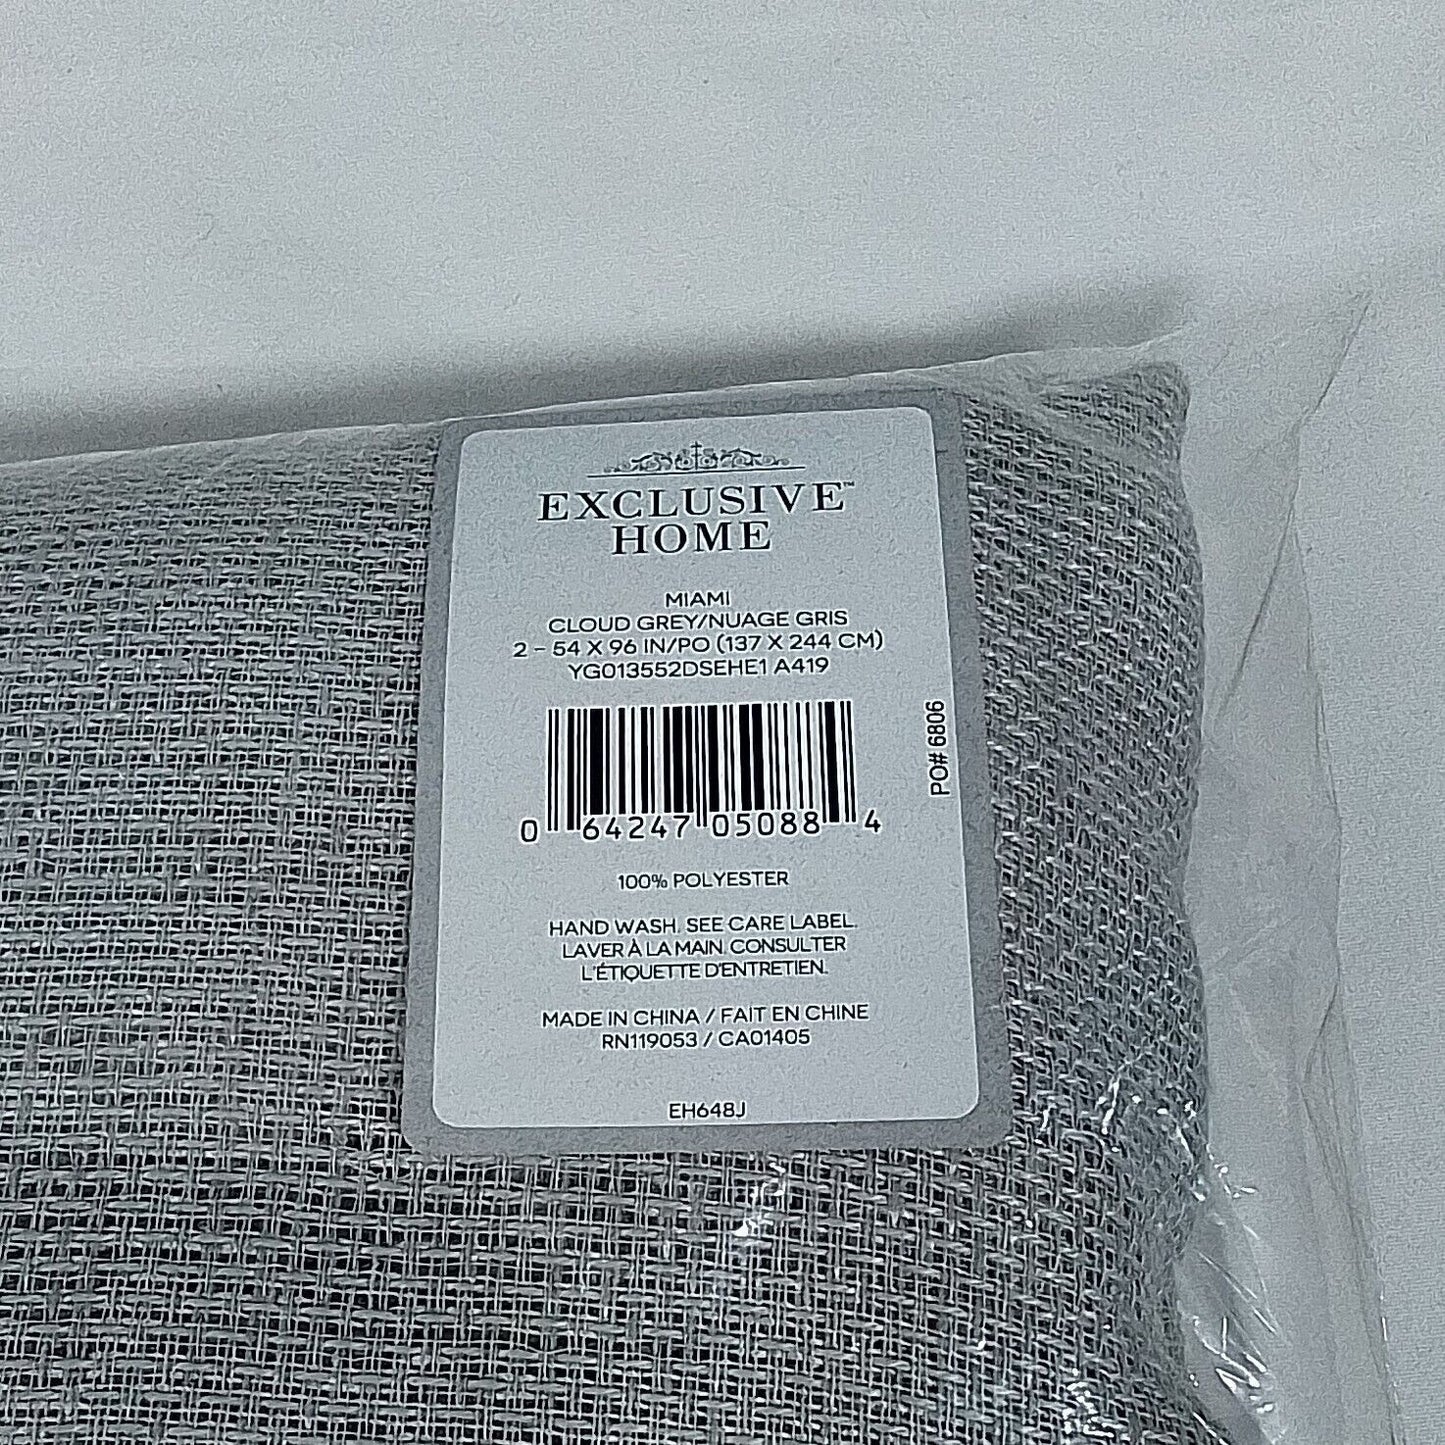 EXCLUSIVE™
HOME
MIAMI
CLOUD GREY/NUAGE GRIS
2 – 54 X 96 IN/PO (137 X 244 CM)
YG013552DSEHE1 A419
PO# 6806
0 64247 05088 4
100% POLYESTER
HAND WASH. SEE CARE LABEL.
LAVER À LA MAIN. CONSULTER
L'ÉTIQUETTE D'ENTRETIEN.
MADE IN CHINA / FAIT EN CHINE
RN119053 / CA01405
EH648J